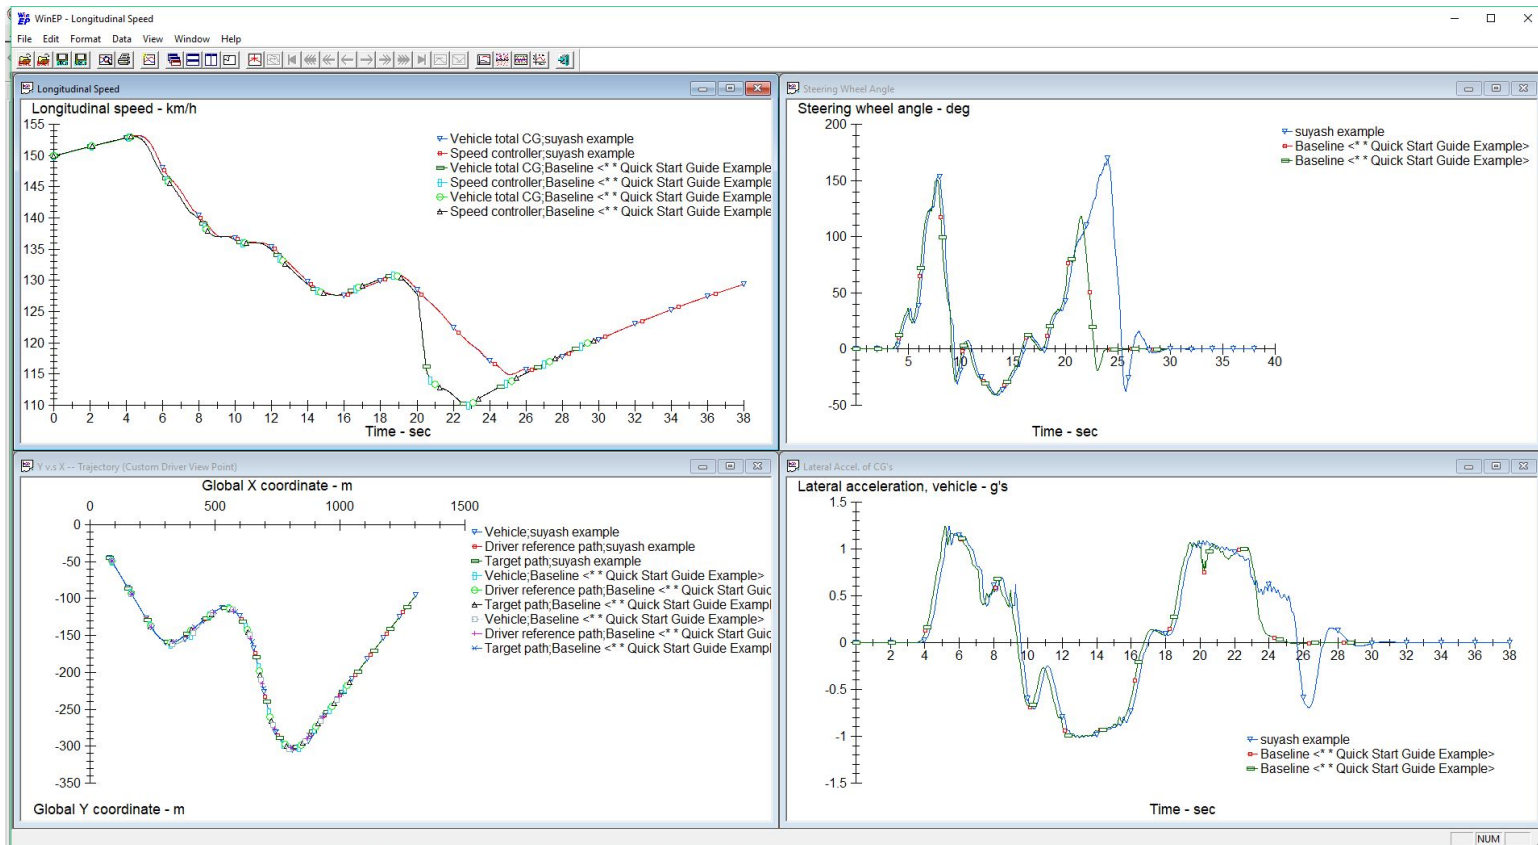 WinEP - Longitudinal Speed
File Edit Format Data View Window Help
Longitudinal Speed
Longitudinal speed - km/h
155
150
145
140
135
130
125
120
115
110
0 2 4 6 8 10 12 14 16 18 20 22 24 26 28 30 32 34 36 38
Time - sec
Vehicle total CG;suyash example
Speed controller;suyash example
Vehicle total CG;Baseline <* * Quick Start Guide Example
Speed controller;Baseline <* * Quick Start Guide Example
Vehicle total CG;Baseline <* * Quick Start Guide Example
Speed controller;Baseline <* * Quick Start Guide Example
Steering Wheel Angle
Steering wheel angle - deg
200
150
100
50
0
-50
5 10 15 20 25 30 35 40
Time - sec
suyash example
Baseline <* * Quick Start Guide Example>
Baseline <* * Quick Start Guide Example>
Y v.s X -- Trajectory (Custom Driver View Point)
Global X coordinate - m
0 500 1000 1500
0
-50
-100
-150
-200
-250
-300
-350
Global Y coordinate - m
Vehicle;suyash example
Driver reference path;suyash example
Target path;suyash example
Vehicle;Baseline <* * Quick Start Guide Example>
Driver reference path;Baseline <* * Quick Start Guid
Target path;Baseline <* * Quick Start Guide Exampl
Vehicle;Baseline <* * Quick Start Guide Example>
Driver reference path;Baseline <* * Quick Start Guid
Target path;Baseline <* * Quick Start Guide Exampl
Lateral Accel. of CG's
Lateral acceleration, vehicle - g's
1.5
1
0.5
0
-0.5
-1
-1.5
2 4 6 8 10 12 14 16 18 20 22 24 26 28 30 32 34 36 38
suyash example
Baseline <* * Quick Start Guide Example>
Baseline <* * Quick Start Guide Example>
Time - sec
NUM